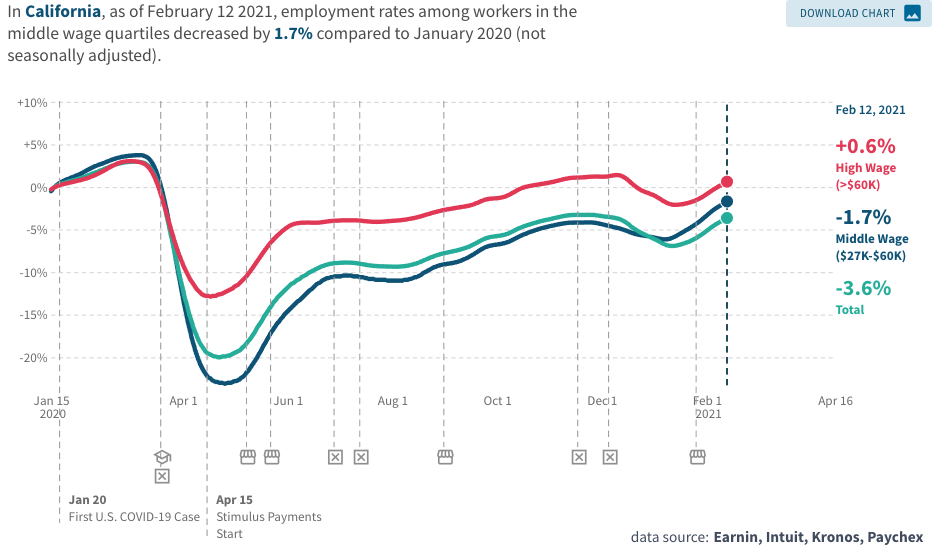 In California, as of February 12 2021, employment rates among workers in the
middle wage quartiles decreased by 1.7% compared to January 2020 (not
seasonally adjusted).
DOWNLOAD CHART
+10%
+5%
0%
-5%
-10%
-15%
-20%
Feb 12, 2021
+0.6%
High Wage
(>$60K)
-1.7%
Middle Wage
($27K-$60K)
-3.6%
Total
Jan 15
2020
Apr 1
Jun 1
Aug 1
Oct 1
Dec 1
Feb 1
2021
Apr 16
Jan 20
First U.S. COVID-19 Case
Apr 15
Stimulus Payments
Start
data source: Earnin, Intuit, Kronos, Paychex